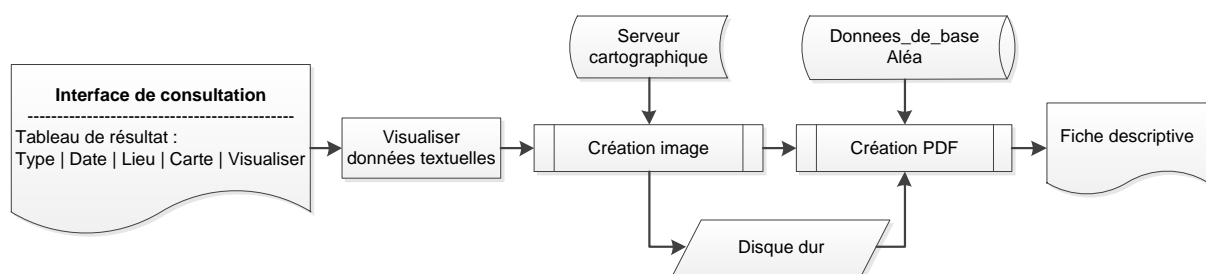 Interface de consultation
----------------------------------------------
Tableau de résultat :
Type | Date | Lieu | Carte | Visualiser
Visualiser
données textuelles
Serveur
cartographique
Création image
Disque dur
Donnees_de_base
Aléa
Création PDF
Fiche descriptive